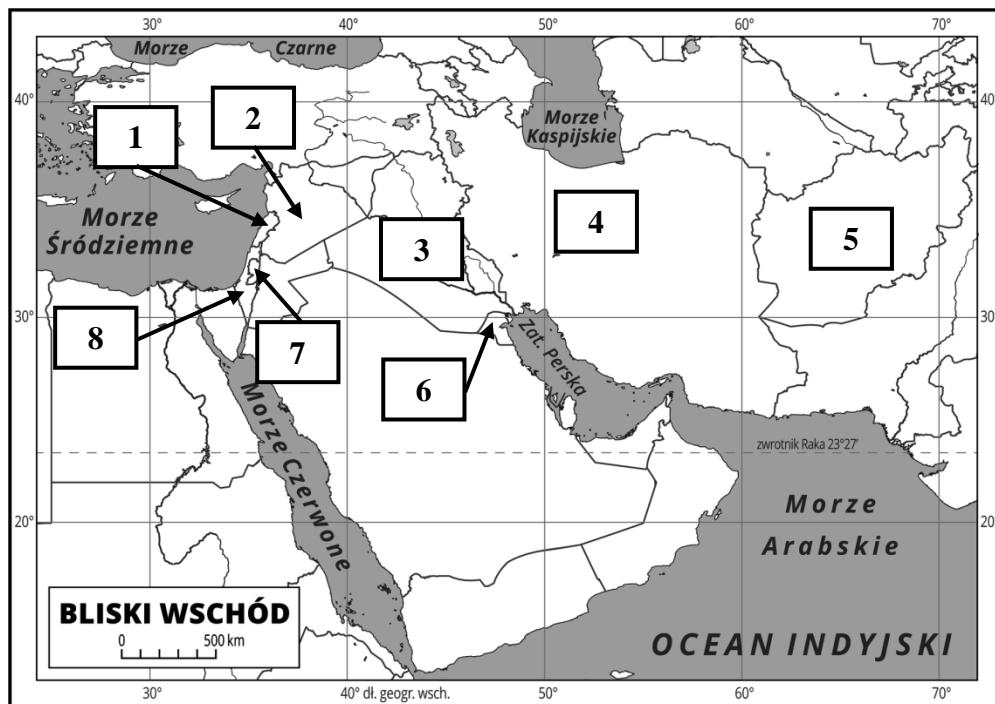 30° 40° 50° 60° 70°
Morze Czarne
40° 40°
Morze
Kaspijskie
1
2
Morze
Śródziemne
3
4
5
30° 30°
8
7
6
Zat. Perska
Morze Czerwone
zwrotnik Raka 23°27'
20° 20°
Morze
Arabskie
BLISKI WSCHÓD
0 500 km
OCEAN INDYJSKI
30° 40° dł. geogr. wsch. 50° 60° 70°